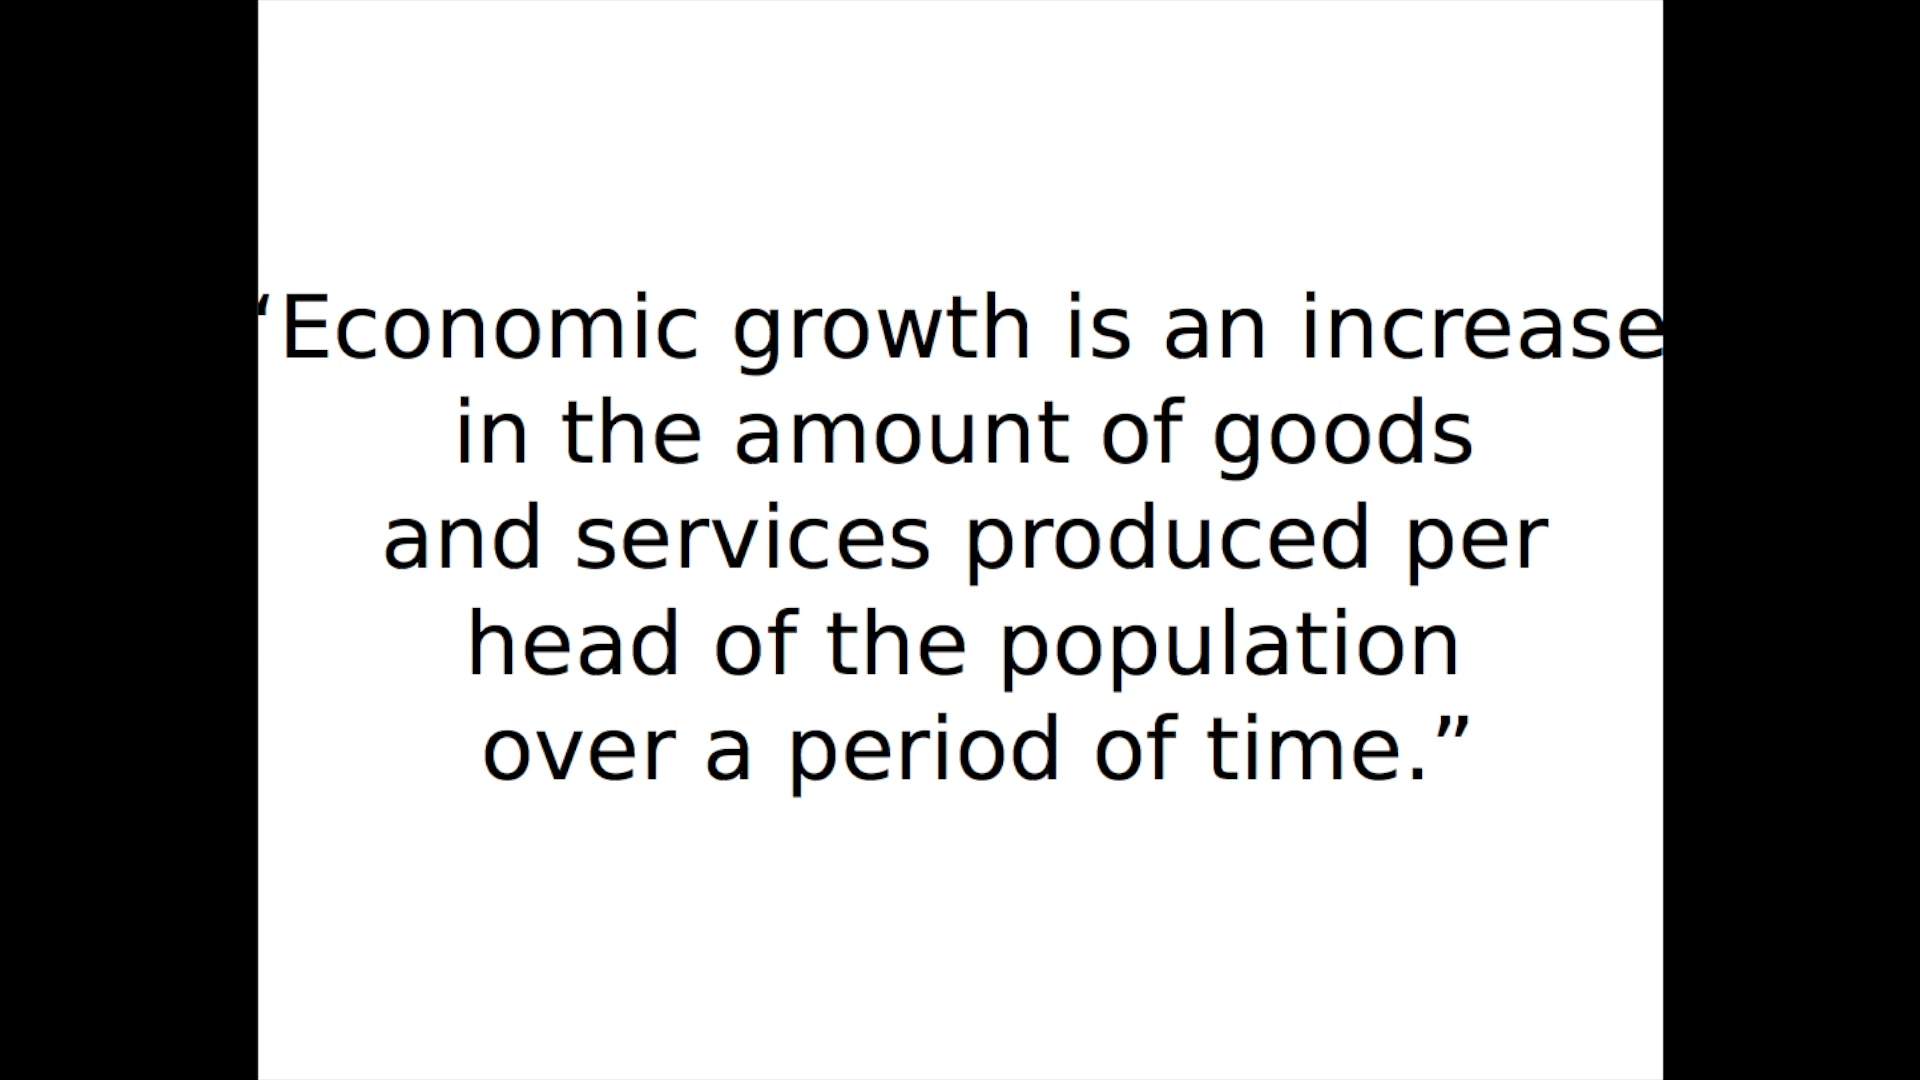 “Economic growth is an increase
in the amount of goods
and services produced per
head of the population
over a period of time.”